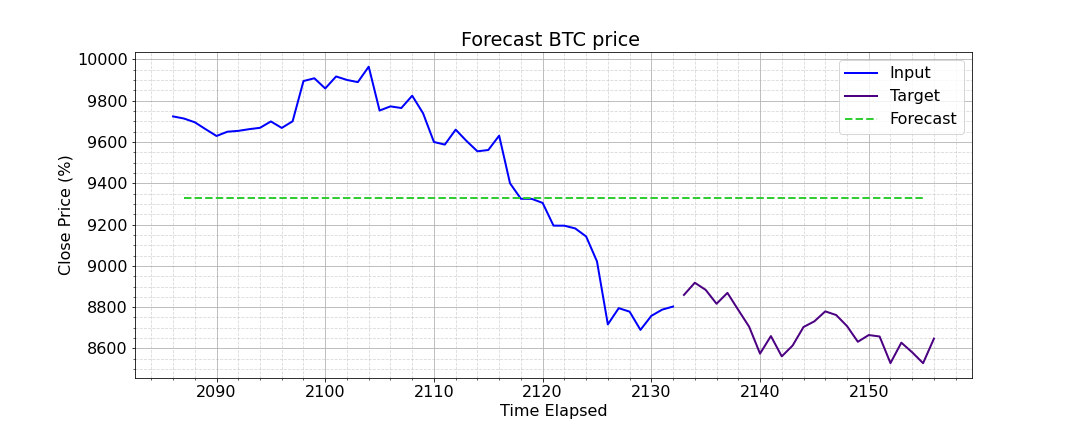 Forecast BTC price
Close Price (%)
10000
9800
9600
9400
9200
9000
8800
8600
Input
Target
Forecast
2090 2100 2110 2120 2130 2140 2150
Time Elapsed